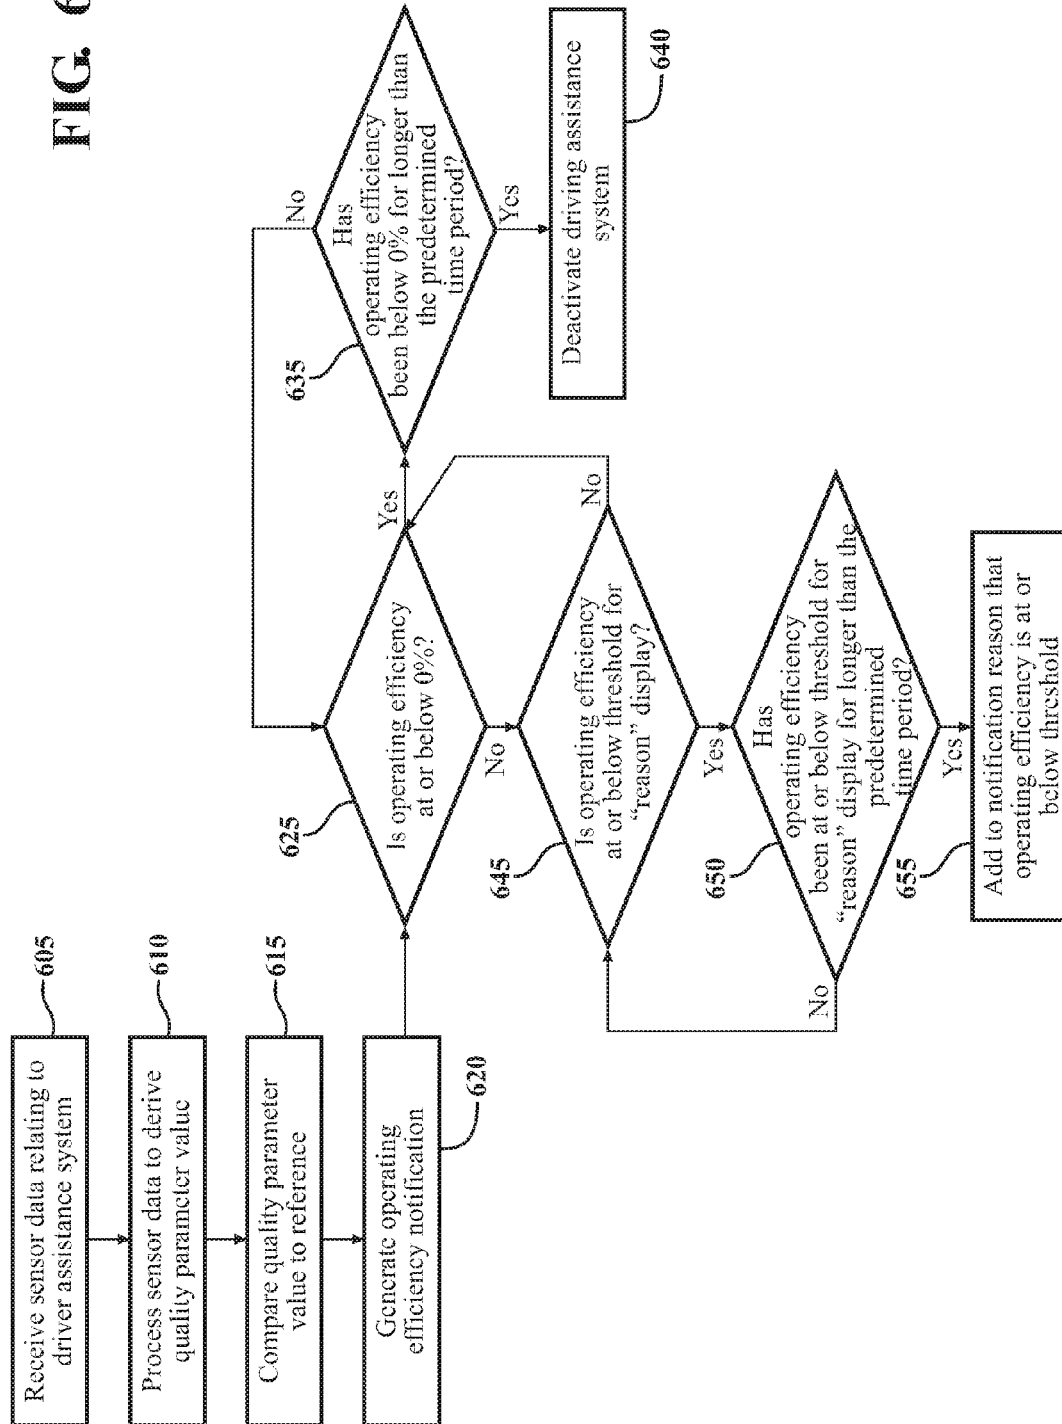 FIG. 6
Receive sensor data relating to
driver assistance system
605
Process sensor data to derive
quality parameter value
610
Compare quality parameter
value to reference
615
Generate operating
efficiency notification
620
625
Is operating efficiency
at or below 0%?
Yes
No
635
Has
operating efficiency
been below 0% for longer than
the predetermined
time period?
No
Yes
Deactivate driving assistance
system
640
645
Is operating efficiency
at or below threshold for
“reason” display?
No
Yes
650
Has
operating efficiency
been at or below threshold for
“reason” display for longer than the
predetermined
time period?
No
Yes
655
Add to notification reason that
operating efficiency is at or
below threshold